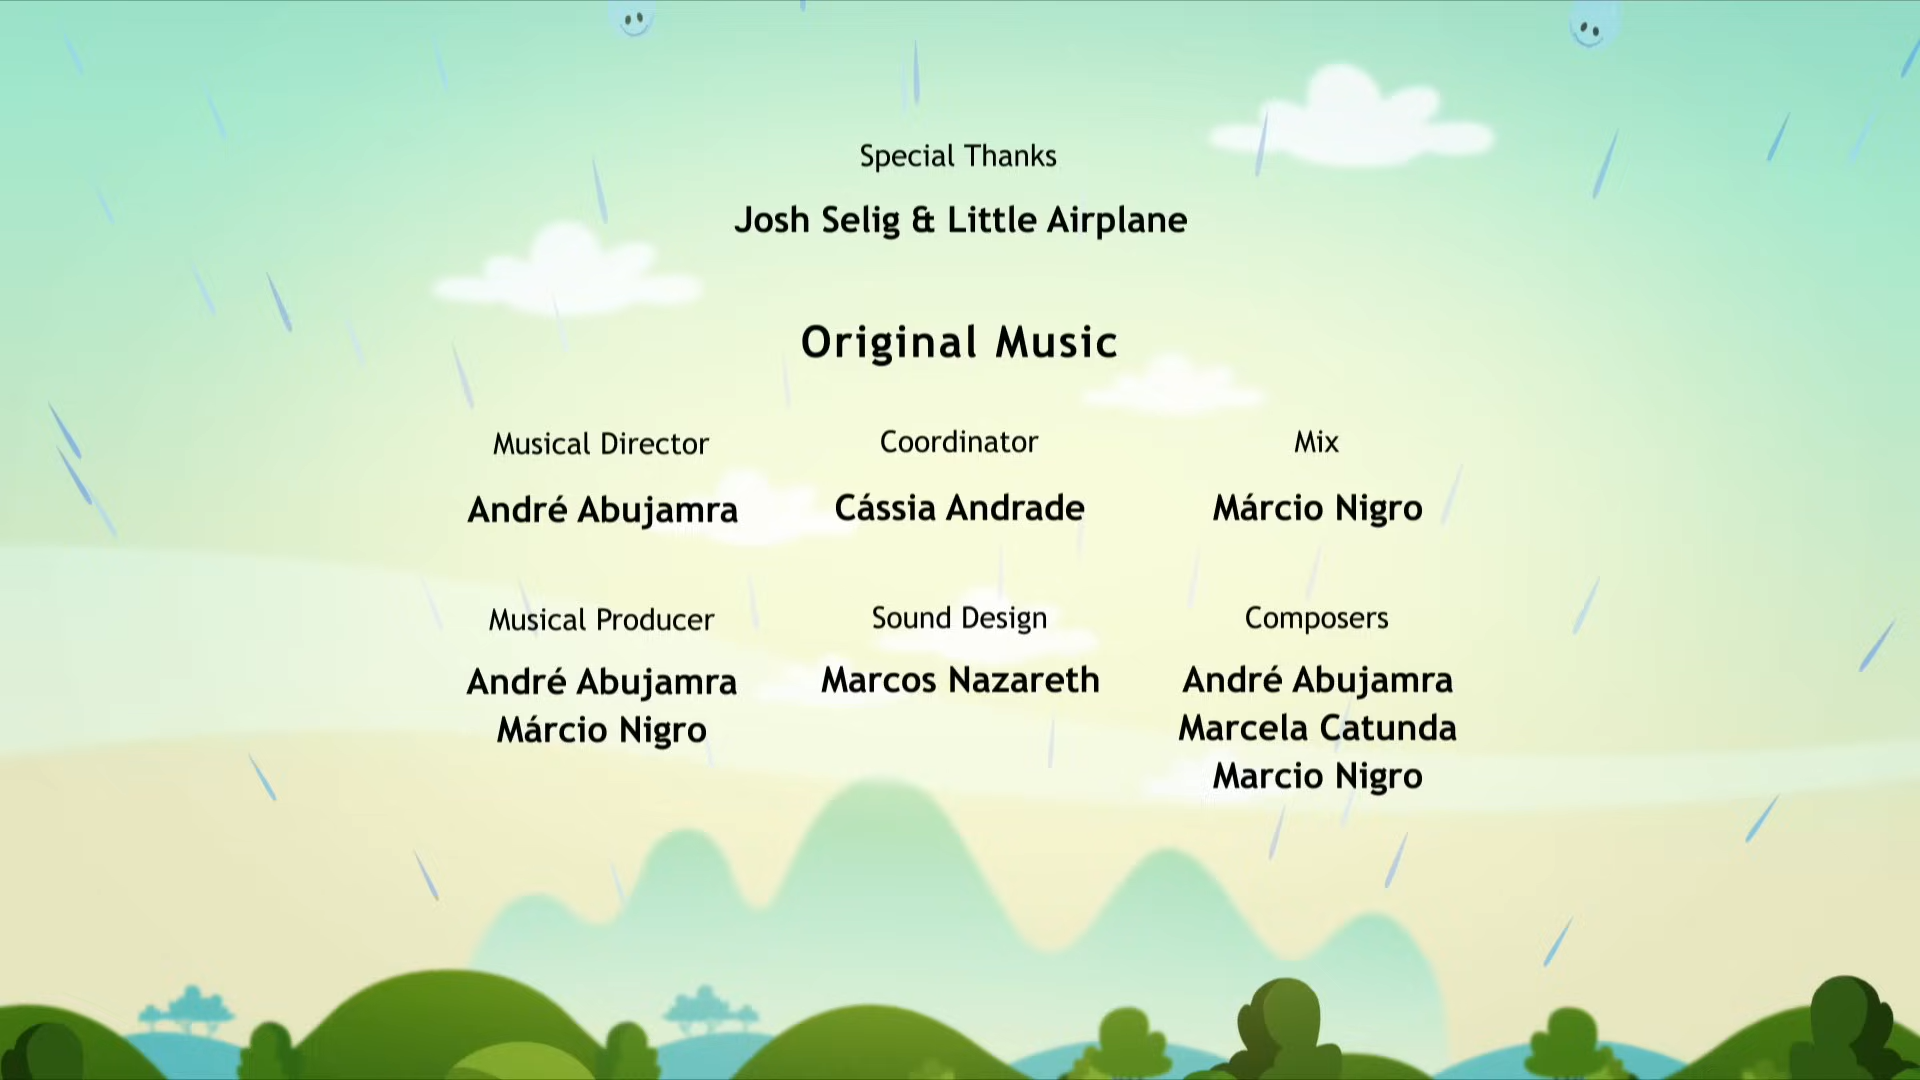 Special Thanks
Josh Selig & Little Airplane
Original Music
Musical Director
André Abujamra
Coordinator
Cássia Andrade
Mix
Márcio Nigro
Musical Producer
André Abujamra
Márcio Nigro
Sound Design
Marcos Nazareth
Composers
André Abujamra
Marcela Catunda
Marcio Nigro